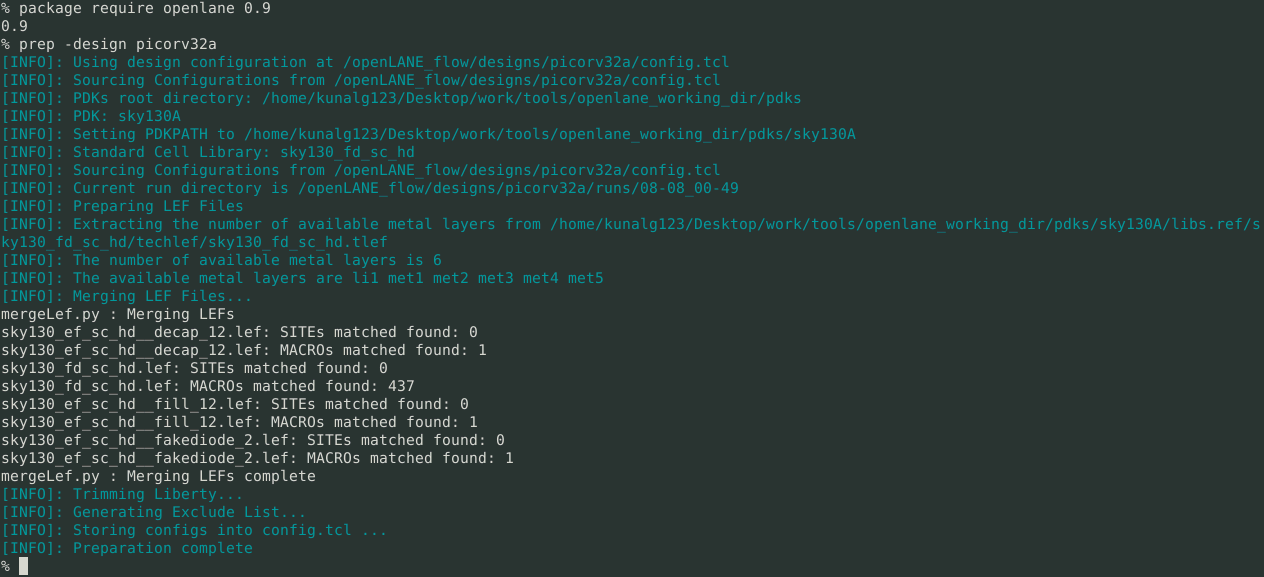 % package require openlane 0.9
0.9
% prep -design picorv32a
[INFO]: Using design configuration at /openLANE_flow/designs/picorv32a/config.tcl
[INFO]: Sourcing Configurations from /openLANE_flow/designs/picorv32a/config.tcl
[INFO]: PDKs root directory: /home/kunalg123/Desktop/work/tools/openlane_working_dir/pdks
[INFO]: PDK: sky130A
[INFO]: Setting PDKPATH to /home/kunalg123/Desktop/work/tools/openlane_working_dir/pdks/sky130A
[INFO]: Standard Cell Library: sky130_fd_sc_hd
[INFO]: Sourcing Configurations from /openLANE_flow/designs/picorv32a/config.tcl
[INFO]: Current run directory is /openLANE_flow/designs/picorv32a/runs/08-08_00-49
[INFO]: Preparing LEF Files
[INFO]: Extracting the number of available metal layers from /home/kunalg123/Desktop/work/tools/openlane_working_dir/pdks/sky130A/libs.ref/s
ky130_fd_sc_hd/techlef/sky130_fd_sc_hd.tlef
[INFO]: The number of available metal layers is 6
[INFO]: The available metal layers are li1 met1 met2 met3 met4 met5
[INFO]: Merging LEF Files...
mergeLef.py : Merging LEFs
sky130_ef_sc_hd__decap_12.lef: SITEs matched found: 0
sky130_ef_sc_hd__decap_12.lef: MACROs matched found: 1
sky130_fd_sc_hd.lef: SITEs matched found: 0
sky130_fd_sc_hd.lef: MACROs matched found: 437
sky130_ef_sc_hd__fill_12.lef: SITEs matched found: 0
sky130_ef_sc_hd__fill_12.lef: MACROs matched found: 1
sky130_ef_sc_hd__fakediode_2.lef: SITEs matched found: 0
sky130_ef_sc_hd__fakediode_2.lef: MACROs matched found: 1
mergeLef.py : Merging LEFs complete
[INFO]: Trimming Liberty...
[INFO]: Generating Exclude List...
[INFO]: Storing configs into config.tcl ...
[INFO]: Preparation complete
%